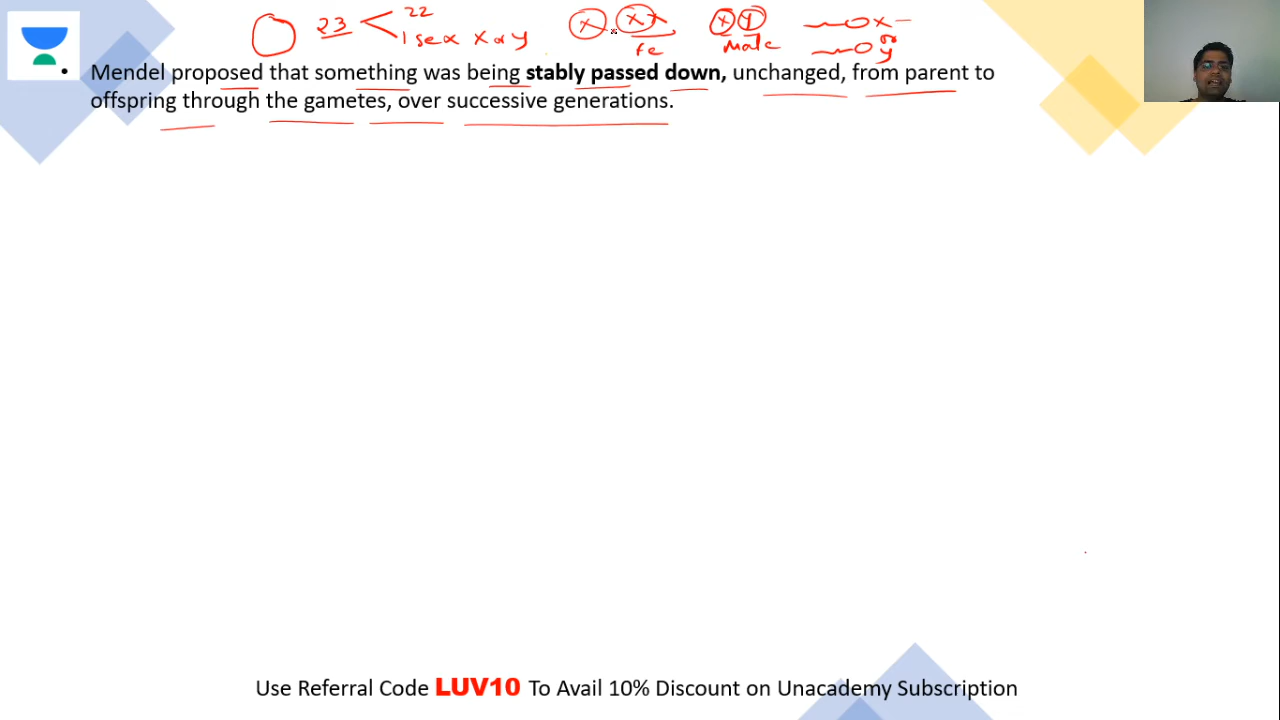 23 < 22
1 sex X or Y
X XX
fe
X Y
Male
X
or
y
• Mendel proposed that something was being stably passed down, unchanged, from parent to
offspring through the gametes, over successive generations.
Use Referral Code LUV10 To Avail 10% Discount on Unacademy Subscription